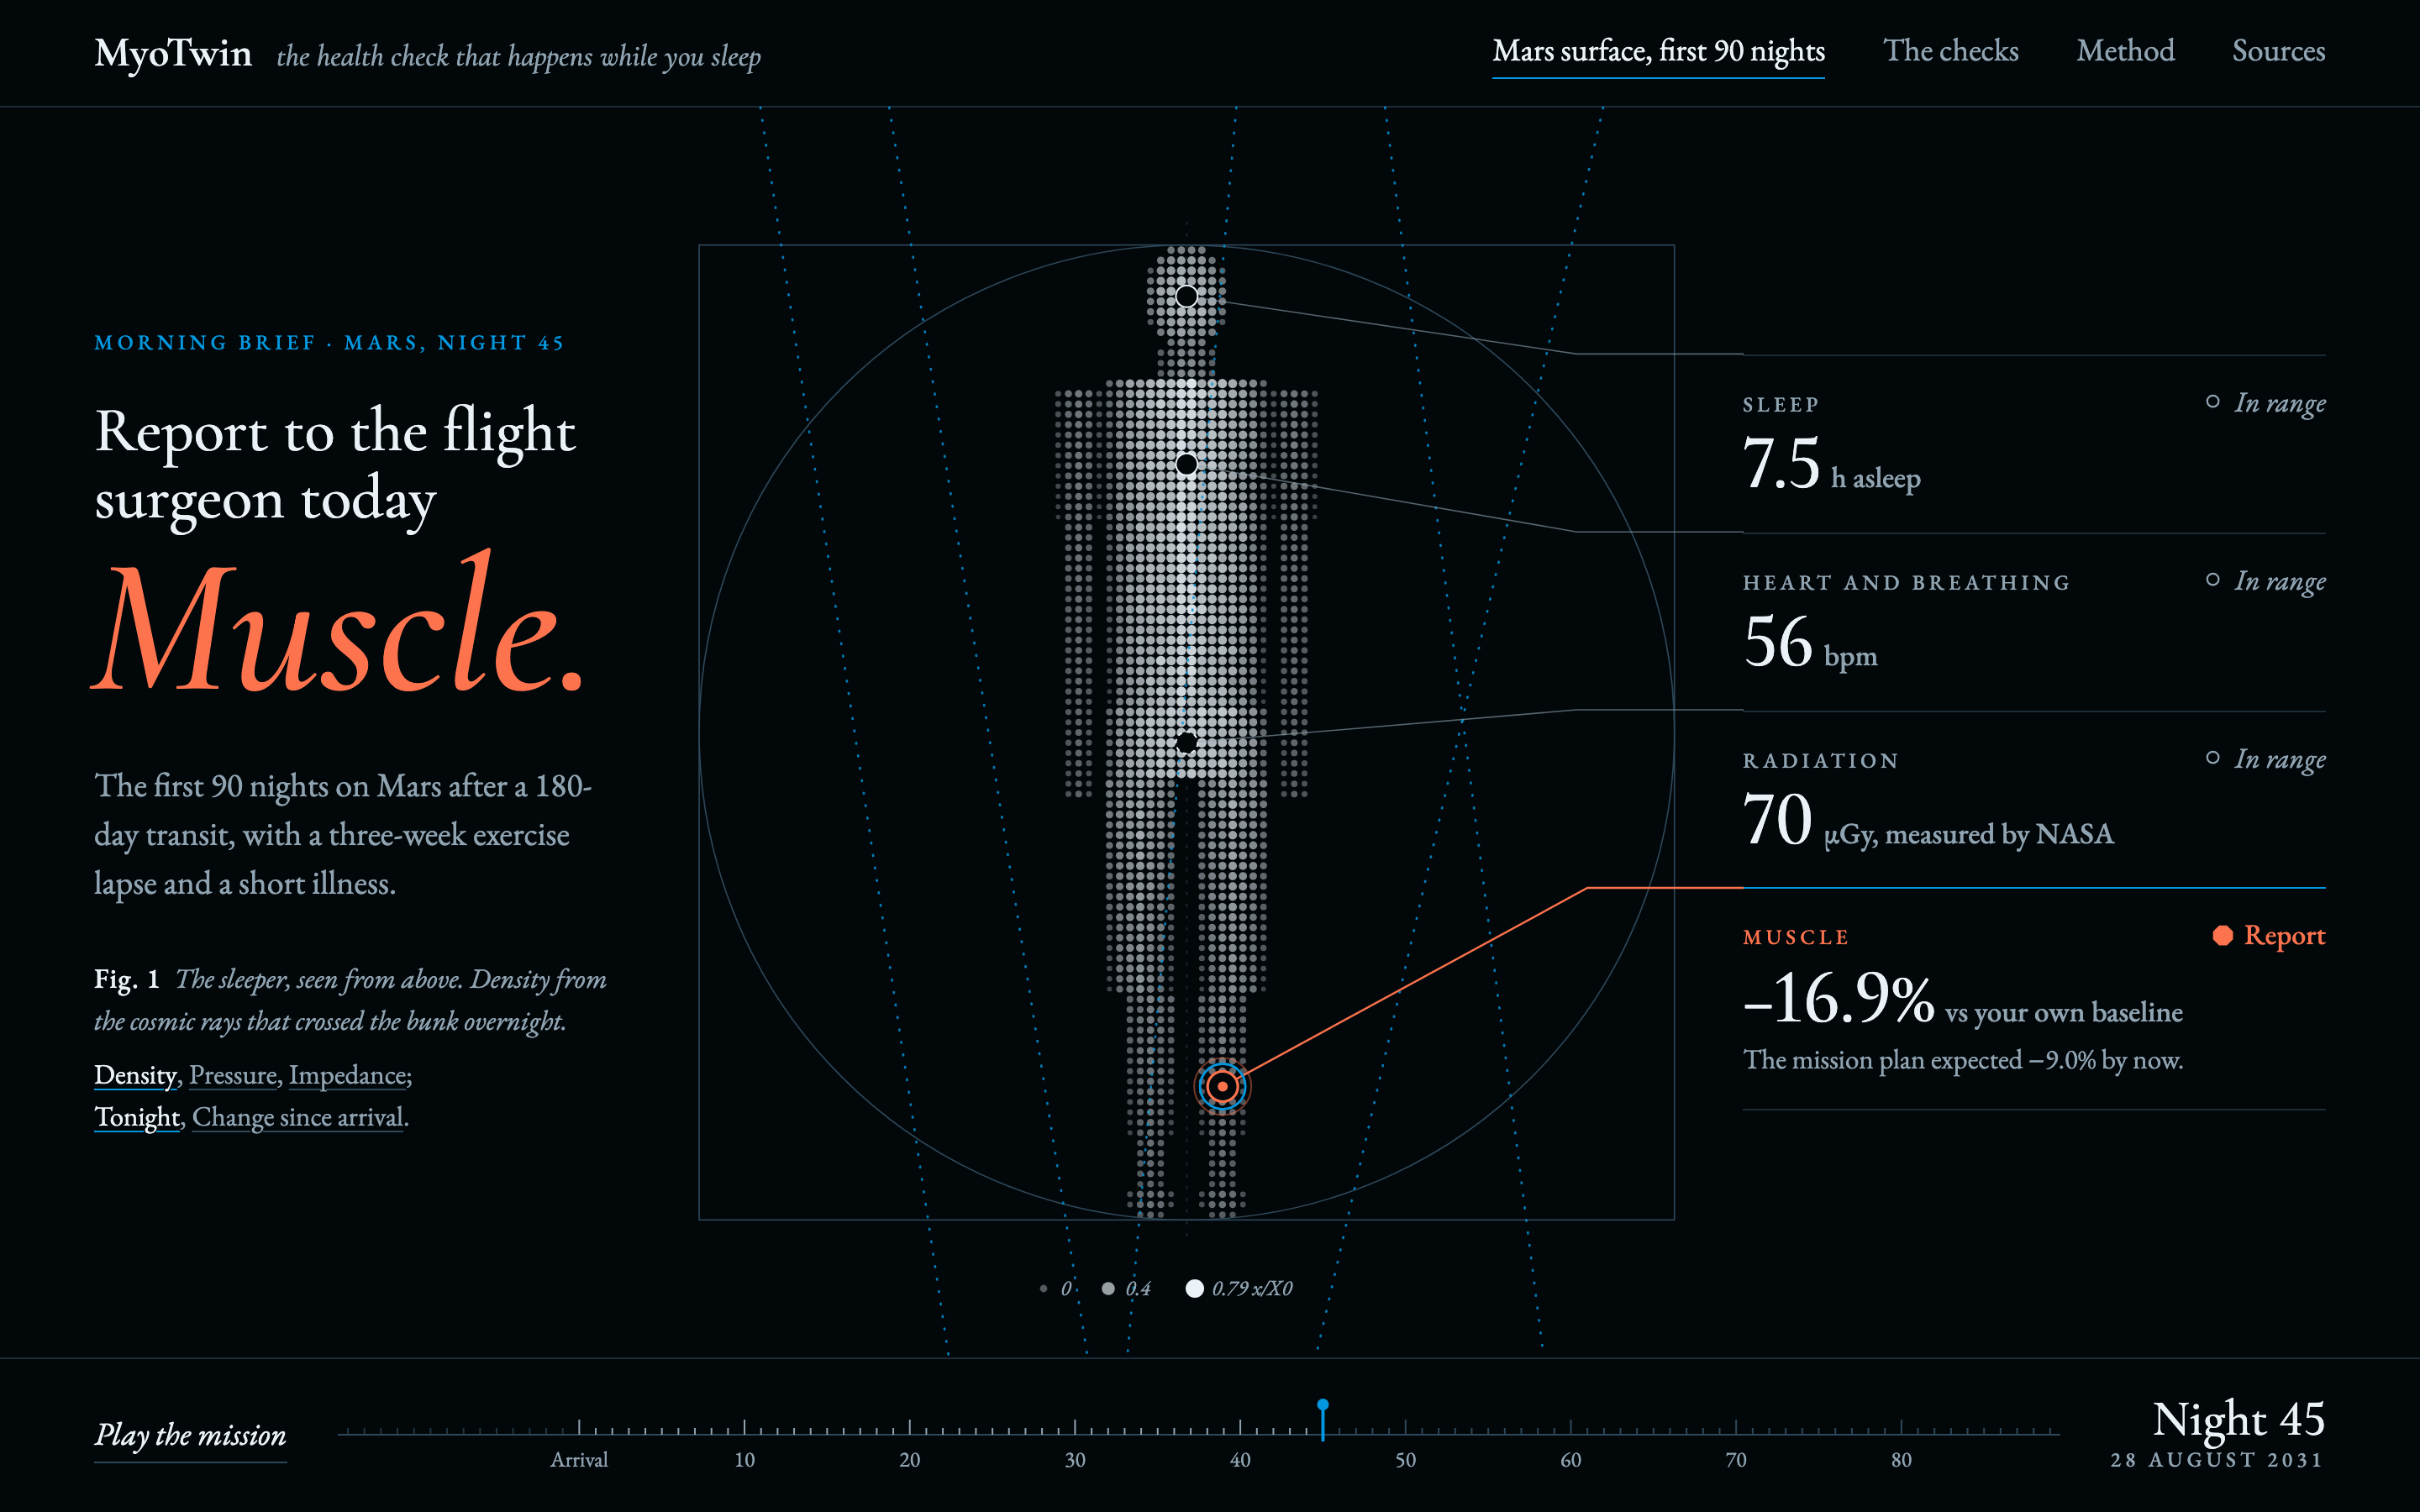 MyoTwin the health check that happens while you sleep
Mars surface, first 90 nights The checks Method Sources
MORNING BRIEF · MARS, NIGHT 45
Report to the flight
surgeon today
Muscle.
The first 90 nights on Mars after a 180-
day transit, with a three-week exercise
lapse and a short illness.
Fig. 1 The sleeper, seen from above. Density from
the cosmic rays that crossed the bunk overnight.
Density, Pressure, Impedance;
Tonight, Change since arrival.
0 0.4 0.79 x/X0
SLEEP In range
7.5 h asleep
HEART AND BREATHING In range
56 bpm
RADIATION In range
70 µGy, measured by NASA
MUSCLE Report
–16.9% vs your own baseline
The mission plan expected –9.0% by now.
Play the mission
Arrival 10 20 30 40 50 60 70 80
Night 45
28 AUGUST 2031